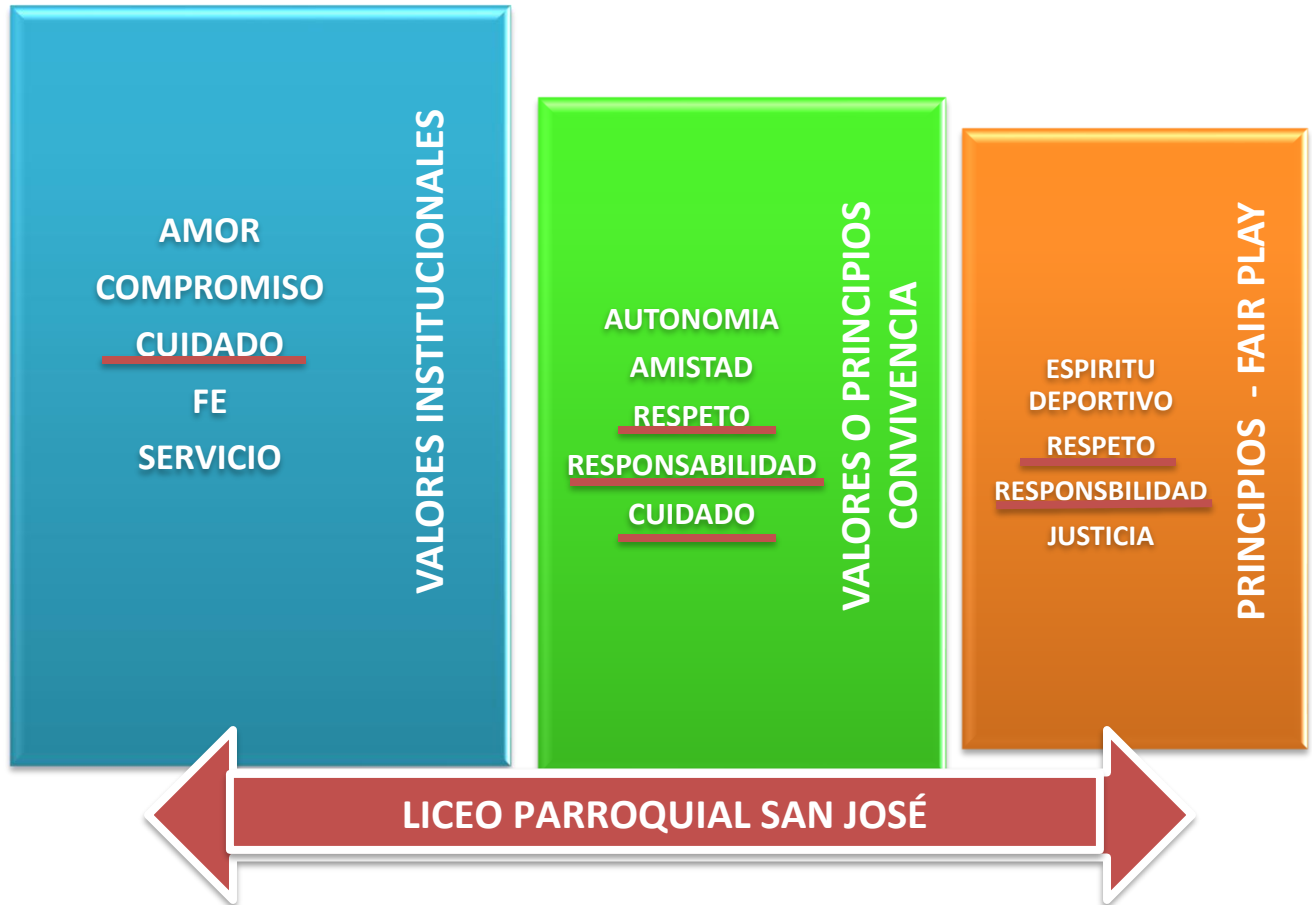 AMOR
COMPROMISO
CUIDADO
FE
SERVICIO
VALORES INSTITUCIONALES
AUTONOMIA
AMISTAD
RESPETO
RESPONSABILIDAD
CUIDADO
VALORES O PRINCIPIOS
CONVIVENCIA
ESPIRITU
DEPORTIVO
RESPETO
RESPONSBILIDAD
JUSTICIA
PRINCIPIOS - FAIR PLAY
LICEO PARROQUIAL SAN JOSÉ